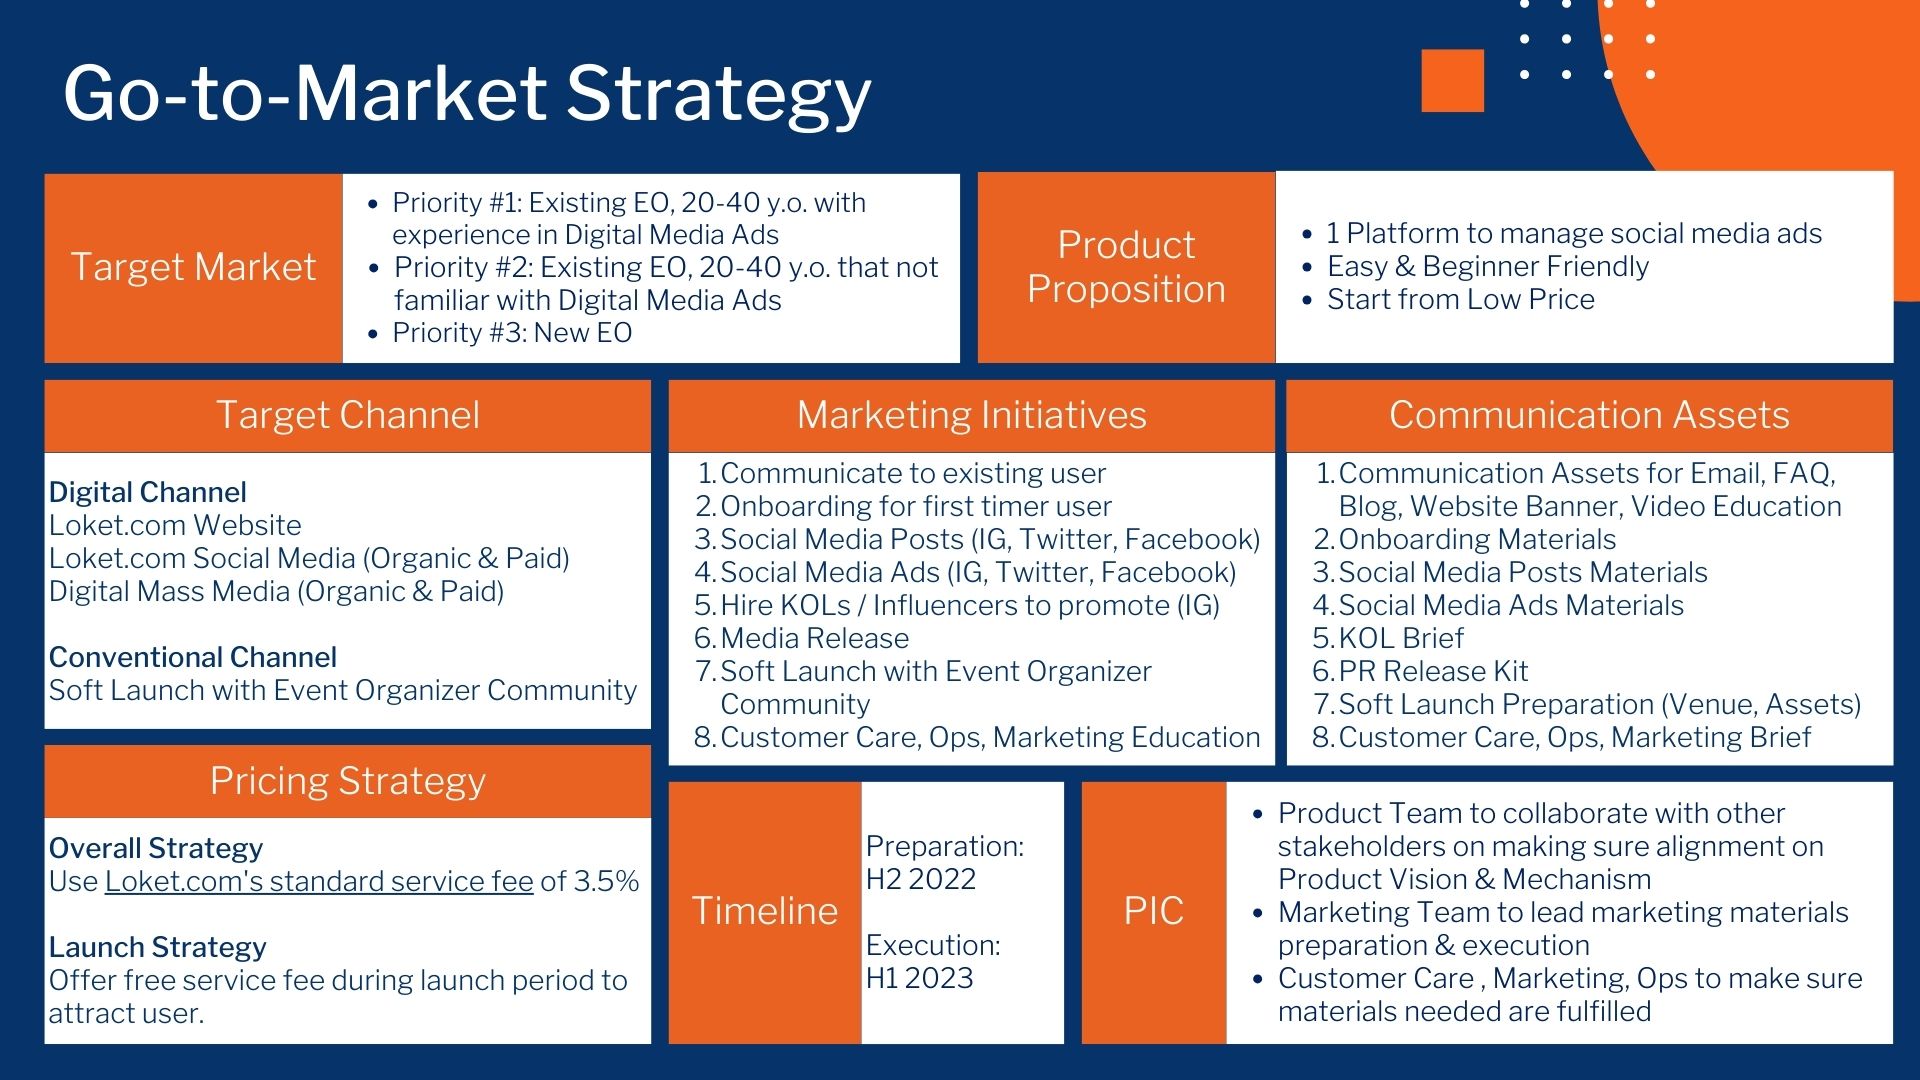 Go-to-Market Strategy
Target Market
• Priority #1: Existing EO, 20-40 y.o. with
experience in Digital Media Ads
• Priority #2: Existing EO, 20-40 y.o. that not
familiar with Digital Media Ads
• Priority #3: New EO
Product
Proposition
• 1 Platform to manage social media ads
• Easy & Beginner Friendly
• Start from Low Price
Target Channel
Digital Channel
Loket.com Website
Loket.com Social Media (Organic & Paid)
Digital Mass Media (Organic & Paid)
Conventional Channel
Soft Launch with Event Organizer Community
Marketing Initiatives
1. Communicate to existing user
2. Onboarding for first timer user
3. Social Media Posts (IG, Twitter, Facebook)
4. Social Media Ads (IG, Twitter, Facebook)
5. Hire KOLs / Influencers to promote (IG)
6. Media Release
7. Soft Launch with Event Organizer
Community
8. Customer Care, Ops, Marketing Education
Communication Assets
1. Communication Assets for Email, FAQ,
Blog, Website Banner, Video Education
2. Onboarding Materials
3. Social Media Posts Materials
4. Social Media Ads Materials
5. KOL Brief
6. PR Release Kit
7. Soft Launch Preparation (Venue, Assets)
8. Customer Care, Ops, Marketing Brief
Pricing Strategy
Overall Strategy
Use Loket.com's standard service fee of 3.5%
Launch Strategy
Offer free service fee during launch period to
attract user.
Timeline
Preparation:
H2 2022
Execution:
H1 2023
PIC
• Product Team to collaborate with other
stakeholders on making sure alignment on
Product Vision & Mechanism
• Marketing Team to lead marketing materials
preparation & execution
• Customer Care , Marketing, Ops to make sure
materials needed are fulfilled